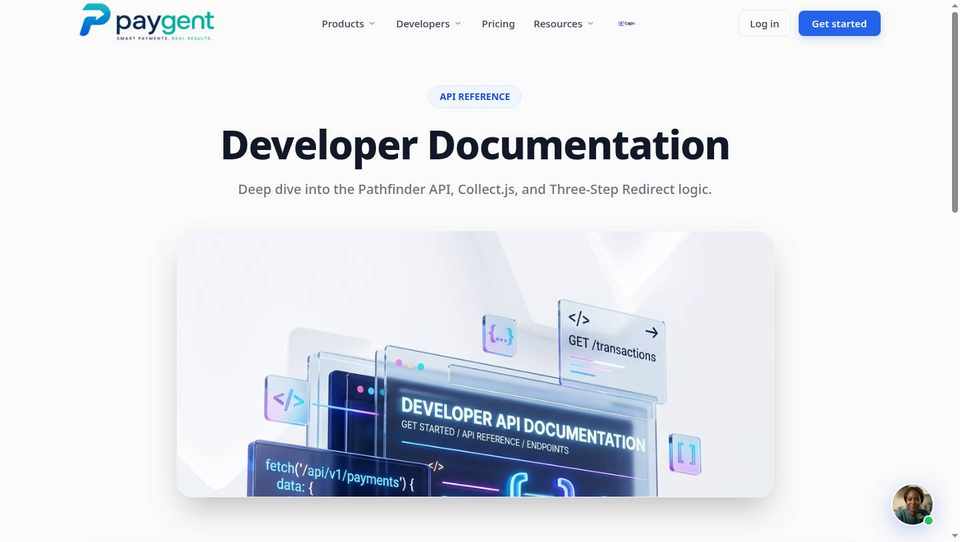 paygent
SMART PAYMENTS. REAL RESULTS.
Products
Developers
Pricing
Resources
Log in
Get started
API REFERENCE
Developer Documentation
Deep dive into the Pathfinder API, Collect.js, and Three-Step Redirect logic.
{...}
</>
GET /transactions
</>
DEVELOPER API DOCUMENTATION
GET STARTED / API REFERENCE / ENDPOINTS
[ ]
</>
{ }
fetch('/api/v1/payments') {
data: {